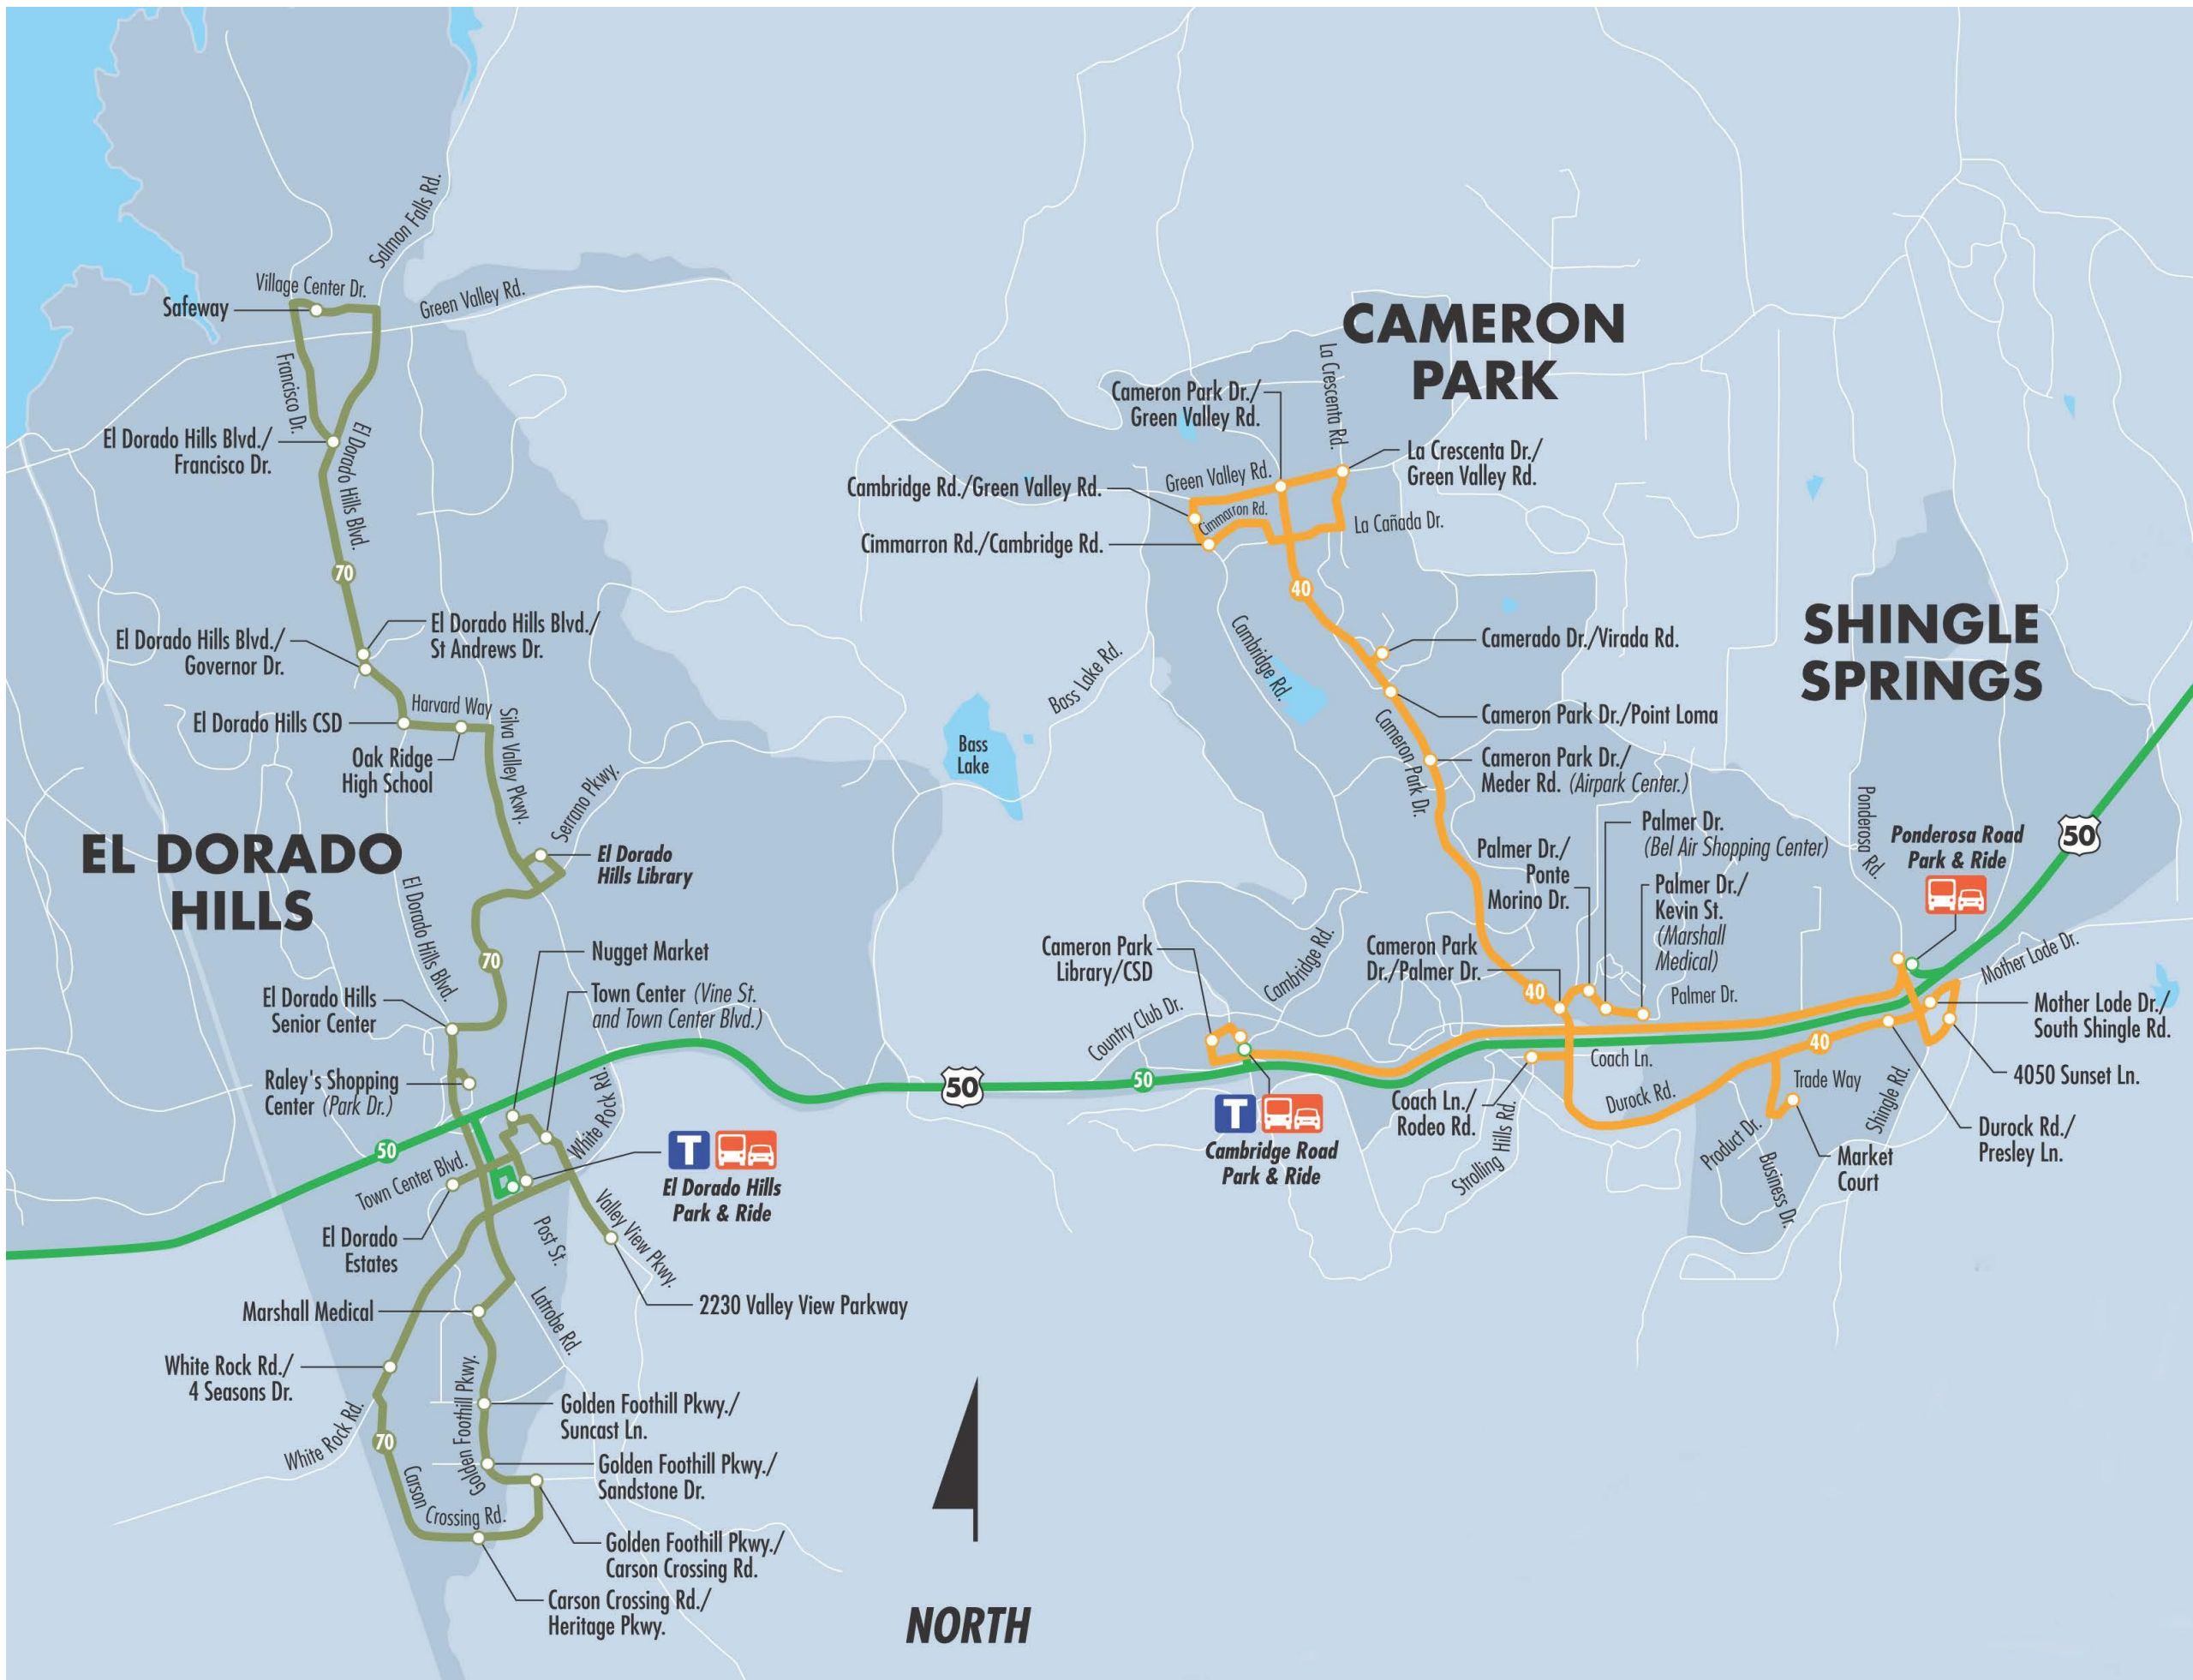 Salmon Falls Rd.
Village Center Dr.
Safeway
Green Valley Rd.
Francisco Dr.
El Dorado Hills Blvd./
Francisco Dr.
El Dorado Hills Blvd.
70
El Dorado Hills Blvd./
St Andrews Dr.
El Dorado Hills Blvd./
Governor Dr.
Harvard Way
El Dorado Hills CSD
Silva Valley Pkwy.
Oak Ridge
High School
Serrano Pkwy.
EL DORADO
HILLS
El Dorado
Hills Library
El Dorado Hills Blvd.
70
Nugget Market
El Dorado Hills
Senior Center
Town Center (Vine St.
and Town Center Blvd.)
Raley's Shopping
Center (Park Dr.)
White Rock Rd.
50
Town Center Blvd.
T
El Dorado Hills
Park & Ride
El Dorado
Estates
Post St.
Valley View Pkwy.
2230 Valley View Parkway
Marshall Medical
Latrobe Rd.
White Rock Rd./
4 Seasons Dr.
Golden Foothill Pkwy.
Golden Foothill Pkwy./
Suncast Ln.
White Rock Rd.
70
Golden Foothill Pkwy./
Sandstone Dr.
Carson
Crossing Rd.
Golden Foothill Pkwy./
Carson Crossing Rd.
Carson Crossing Rd./
Heritage Pkwy.
NORTH
CAMERON
PARK
La Crescenta Rd.
Cameron Park Dr./
Green Valley Rd.
La Crescenta Dr./
Green Valley Rd.
Green Valley Rd.
Cambridge Rd./Green Valley Rd.
Cimmarron Rd.
La Cañada Dr.
Cimmarron Rd./Cambridge Rd.
40
Cambridge Rd.
Camerado Dr./Virada Rd.
Bass Lake Rd.
Cameron Park Dr./Point Loma
Bass
Lake
Cameron Park Dr.
Cameron Park Dr./
Meder Rd. (Airpark Center.)
Palmer Dr.
(Bel Air Shopping Center)
Palmer Dr./
Ponte
Morino Dr.
Palmer Dr./
Kevin St.
(Marshall
Medical)
Cameron Park
Library/CSD
Cambridge Rd.
Cameron Park
Dr./Palmer Dr.
40
Palmer Dr.
Country Club Dr.
50
50
T
Cambridge Road
Park & Ride
Coach Ln.
Coach Ln./
Rodeo Rd.
Strolling Hills Rd.
Durock Rd.
Trade Way
40
Product Dr.
Business Dr.
Market
Court
SHINGLE
SPRINGS
Ponderosa Rd.
Ponderosa Road
Park & Ride
50
Mother Lode Dr.
Mother Lode Dr./
South Shingle Rd.
4050 Sunset Ln.
Shingle Rd.
Durock Rd./
Presley Ln.